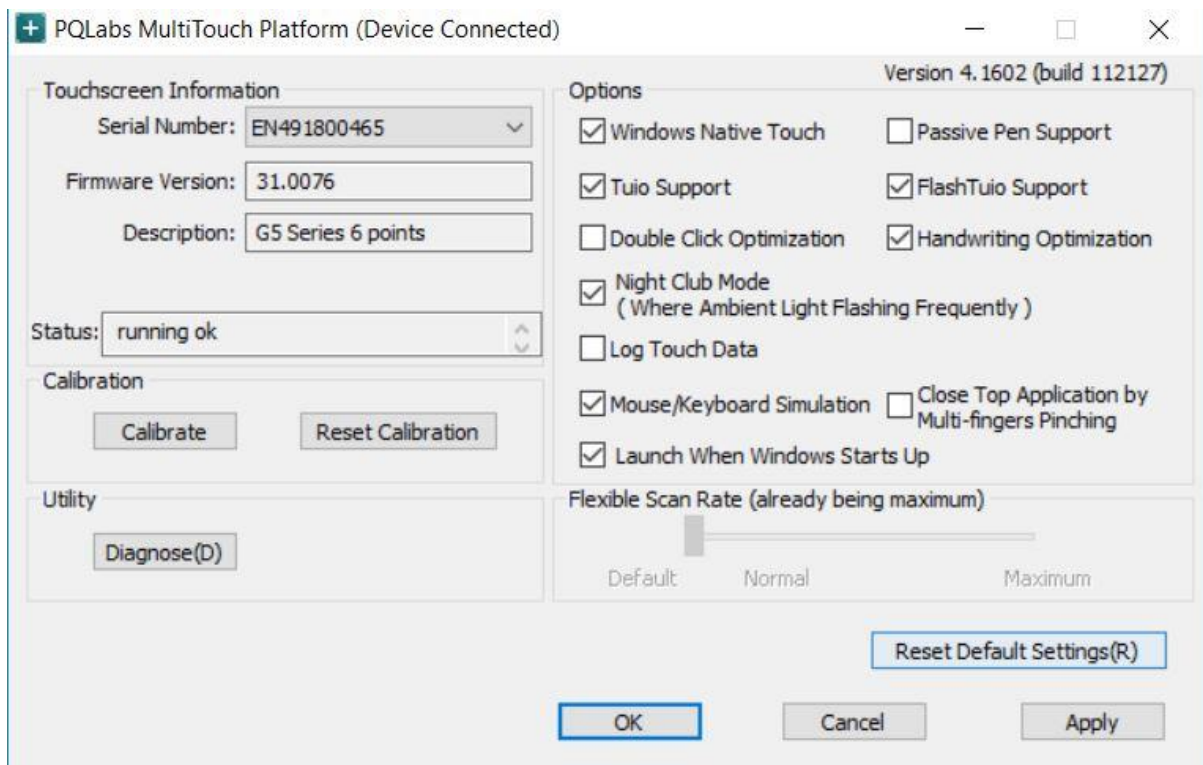 PQLabs MultiTouch Platform (Device Connected)
Version 4.1602 (build 112127)
Touchscreen Information
Serial Number: EN491800465
Firmware Version: 31.0076
Description: G5 Series 6 points
Status: running ok
Calibration
Calibrate Reset Calibration
Utility
Diagnose(D)
Options
Windows Native Touch Passive Pen Support
Tuio Support FlashTuio Support
Double Click Optimization Handwriting Optimization
Night Club Mode
( Where Ambient Light Flashing Frequently )
Log Touch Data
Mouse/Keyboard Simulation Close Top Application by
Multi-fingers Pinching
Launch When Windows Starts Up
Flexible Scan Rate (already being maximum)
Default Normal Maximum
Reset Default Settings(R)
OK Cancel Apply